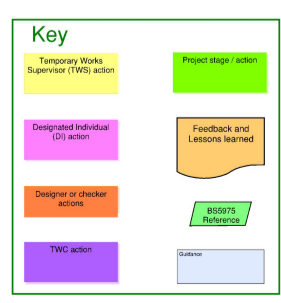 Key
Temporary Works
Supervisor (TWS) action
Project stage / action
Designated Individual
(DI) action
Feedback and
Lessons learned
Designer or checker
actions
BS5975
Reference
TWC action
Guidance